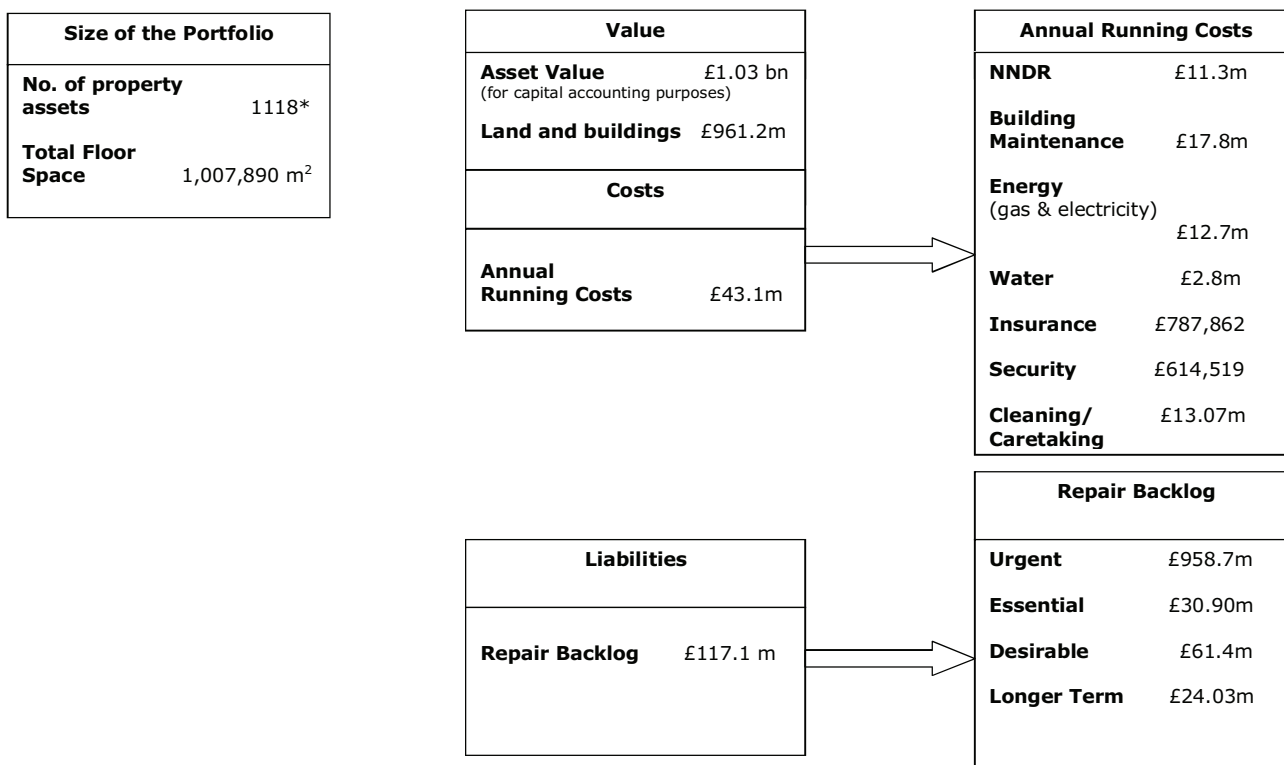 Size of the Portfolio
No. of property
assets 1118*
Total Floor
Space 1,007,890 m²
Value
Asset Value £1.03 bn
(for capital accounting purposes)
Land and buildings £961.2m
Costs
Annual
Running Costs £43.1m
Annual Running Costs
NNDR £11.3m
Building
Maintenance £17.8m
Energy
(gas & electricity)
£12.7m
Water £2.8m
Insurance £787,862
Security £614,519
Cleaning/ £13.07m
Caretaking
Liabilities
Repair Backlog £117.1 m
Repair Backlog
Urgent £958.7m
Essential £30.90m
Desirable £61.4m
Longer Term £24.03m